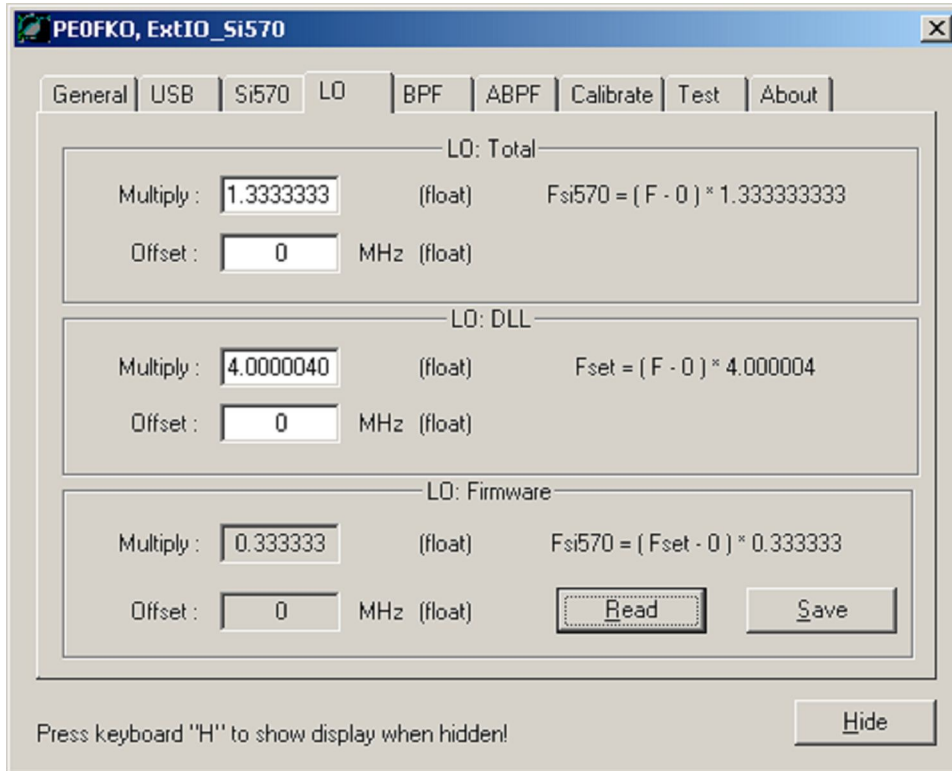 PE0FKO, ExtIO_Si570
General USB Si570 LO BPF ABPF Calibrate Test About
LO: Total
Multiply : 1.3333333 (float) Fsi570 = ( F - 0 ) * 1.333333333
Offset : 0 MHz (float)
LO: DLL
Multiply : 4.0000040 (float) Fset = ( F - 0 ) * 4.000004
Offset : 0 MHz (float)
LO: Firmware
Multiply : 0.333333 (float) Fsi570 = ( Fset - 0 ) * 0.333333
Offset : 0 MHz (float) Read Save
Press keyboard "H" to show display when hidden! Hide